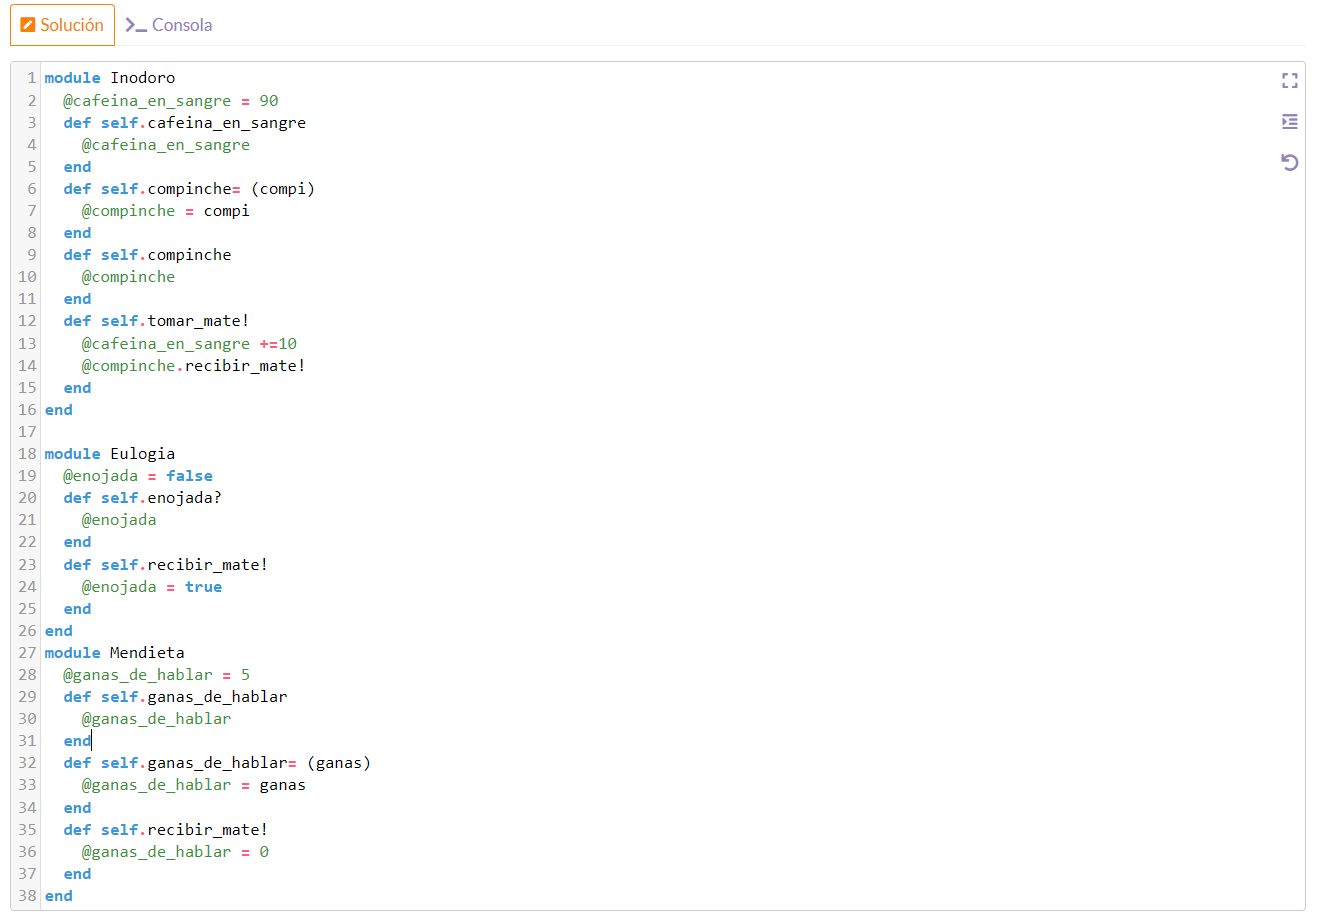 Solución Consola
1 module Inodoro
2   @cafeina_en_sangre = 90
3   def self.cafeina_en_sangre
4     @cafeina_en_sangre
5   end
6   def self.compinche= (compi)
7     @compinche = compi
8   end
9   def self.compinche
10     @compinche
11   end
12   def self.tomar_mate!
13     @cafeina_en_sangre +=10
14     @compinche.recibir_mate!
15   end
16 end
17
18 module Eulogia
19   @enojada = false
20   def self.enojada?
21     @enojada
22   end
23   def self.recibir_mate!
24     @enojada = true
25   end
26 end
27 module Mendieta
28   @ganas_de_hablar = 5
29   def self.ganas_de_hablar
30     @ganas_de_hablar
31   end
32   def self.ganas_de_hablar= (ganas)
33     @ganas_de_hablar = ganas
34   end
35   def self.recibir_mate!
36     @ganas_de_hablar = 0
37   end
38 end